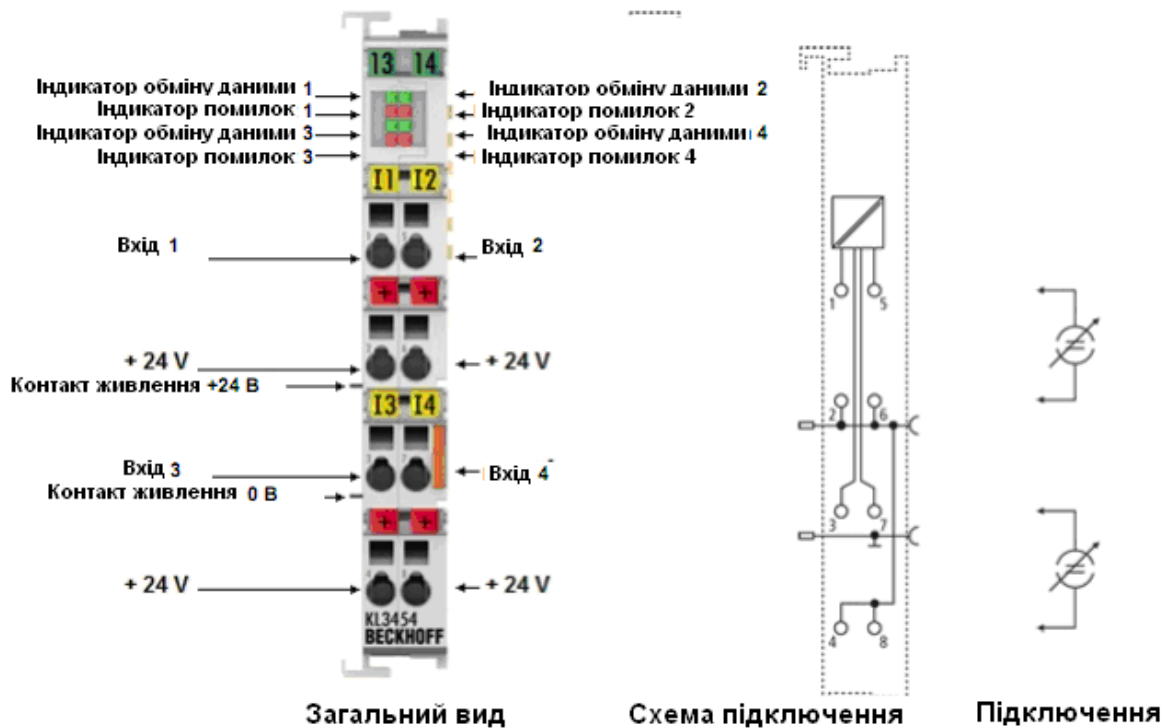 13 14
Індикатор обміну даними 1
Індикатор обміну даними 2
Індикатор помилок 1
Індикатор помилок 2
Індикатор обміну даними 3
Індикатор обміну даними 4
Індикатор помилок 3
Індикатор помилок 4
I1 I2
Вхід 1
Вхід 2
1 5
+ +
+ 24 V
+ 24 V
2 6
Контакт живлення +24 В
I3 I4
Вхід 3
Вхід 4
3 7
Контакт живлення 0 В
+ +
+ 24 V
+ 24 V
4 8
KL3454
BECKHOFF
Загальний вид
Схема підключення
Підключення